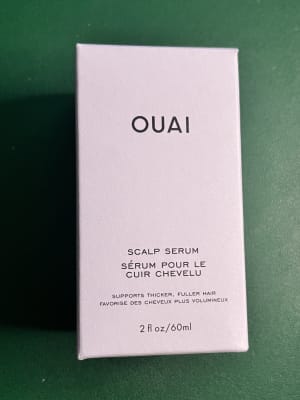 OUAI
SCALP SERUM
SÉRUM POUR LE
CUIR CHEVELU
SUPPORTS THICKER, FULLER HAIR
FAVORISE DES CHEVEUX PLUS VOLUMINEUX
2 fl oz/60ml